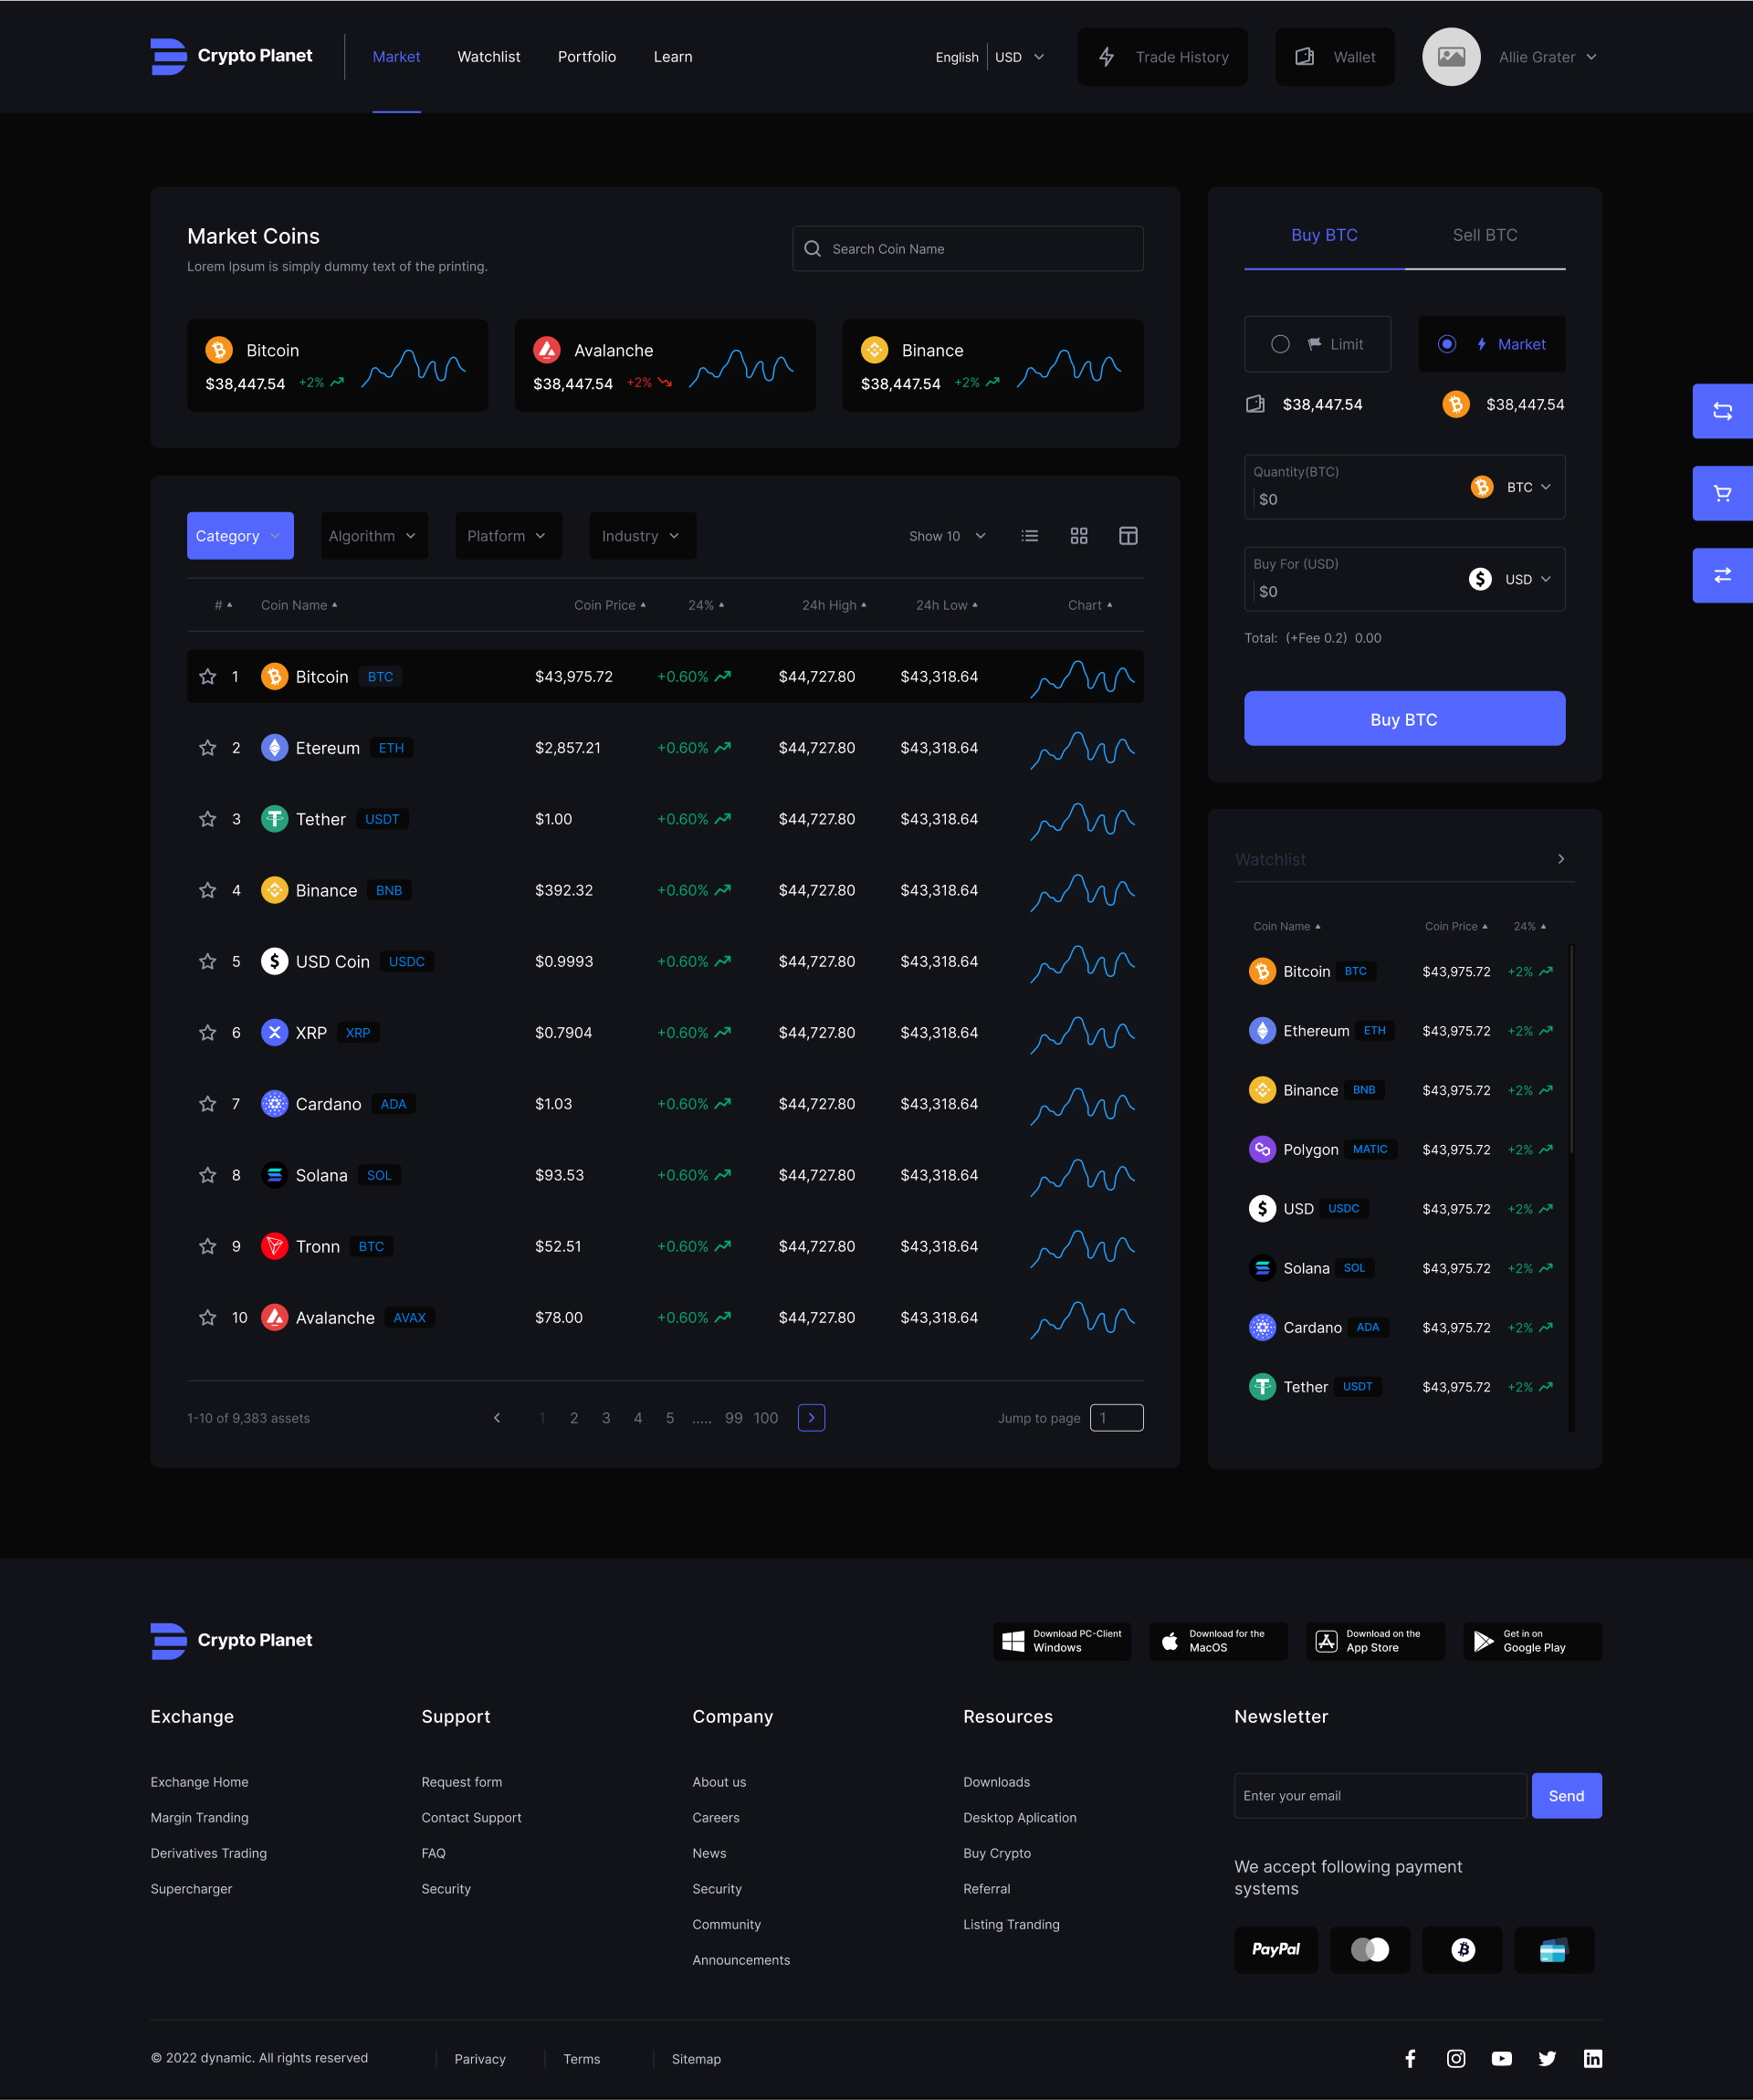 Crypto Planet
Market Watchlist Portfolio Learn
English USD
Trade History
Wallet
Allie Grater
Market Coins
Lorem Ipsum is simply dummy text of the printing.
Search Coin Name
Bitcoin
$38,447.54 +2%
Avalanche
$38,447.54 +2%
Binance
$38,447.54 +2%
Category Algorithm Platform Industry Show 10
# Coin Name Coin Price 24% 24h High 24h Low Chart
1 Bitcoin BTC $43,975.72 +0.60% $44,727.80 $43,318.64
2 Etereum ETH $2,857.21 +0.60% $44,727.80 $43,318.64
3 Tether USDT $1.00 +0.60% $44,727.80 $43,318.64
4 Binance BNB $392.32 +0.60% $44,727.80 $43,318.64
5 USD Coin USDC $0.9993 +0.60% $44,727.80 $43,318.64
6 XRP XRP $0.7904 +0.60% $44,727.80 $43,318.64
7 Cardano ADA $1.03 +0.60% $44,727.80 $43,318.64
8 Solana SOL $93.53 +0.60% $44,727.80 $43,318.64
9 Tronn BTC $52.51 +0.60% $44,727.80 $43,318.64
10 Avalanche AVAX $78.00 +0.60% $44,727.80 $43,318.64
1-10 of 9,383 assets
1 2 3 4 5 ..... 99 100
Jump to page 1
Buy BTC Sell BTC
Limit Market
$38,447.54 $38,447.54
Quantity(BTC)
$0
BTC
Buy For (USD)
$0
USD
Total: (+Fee 0.2) 0.00
Buy BTC
Watchlist
Coin Name Coin Price 24%
Bitcoin BTC $43,975.72 +2%
Ethereum ETH $43,975.72 +2%
Binance BNB $43,975.72 +2%
Polygon MATIC $43,975.72 +2%
USD USDC $43,975.72 +2%
Solana SOL $43,975.72 +2%
Cardano ADA $43,975.72 +2%
Tether USDT $43,975.72 +2%
Crypto Planet
Download PC-Client
Windows
Download for the
MacOS
Download on the
App Store
Get in on
Google Play
Exchange
Exchange Home
Margin Tranding
Derivatives Trading
Supercharger
Support
Request form
Contact Support
FAQ
Security
Company
About us
Careers
News
Security
Community
Announcements
Resources
Downloads
Desktop Aplication
Buy Crypto
Referral
Listing Tranding
Newsletter
Enter your email
Send
We accept following payment
systems
PayPal
© 2022 dynamic. All rights reserved
Parivacy
Terms
Sitemap